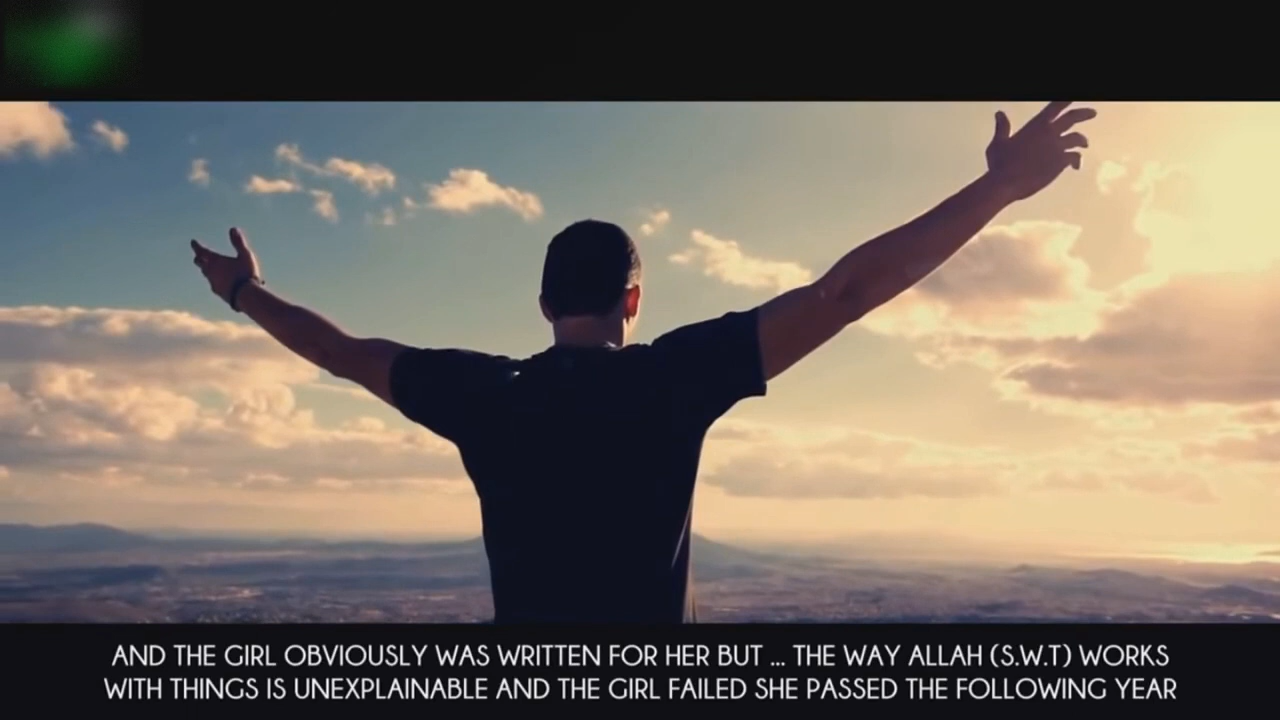 AND THE GIRL OBVIOUSLY WAS WRITTEN FOR HER BUT ... THE WAY ALLAH (S.W.T) WORKS
WITH THINGS IS UNEXPLAINABLE AND THE GIRL FAILED SHE PASSED THE FOLLOWING YEAR